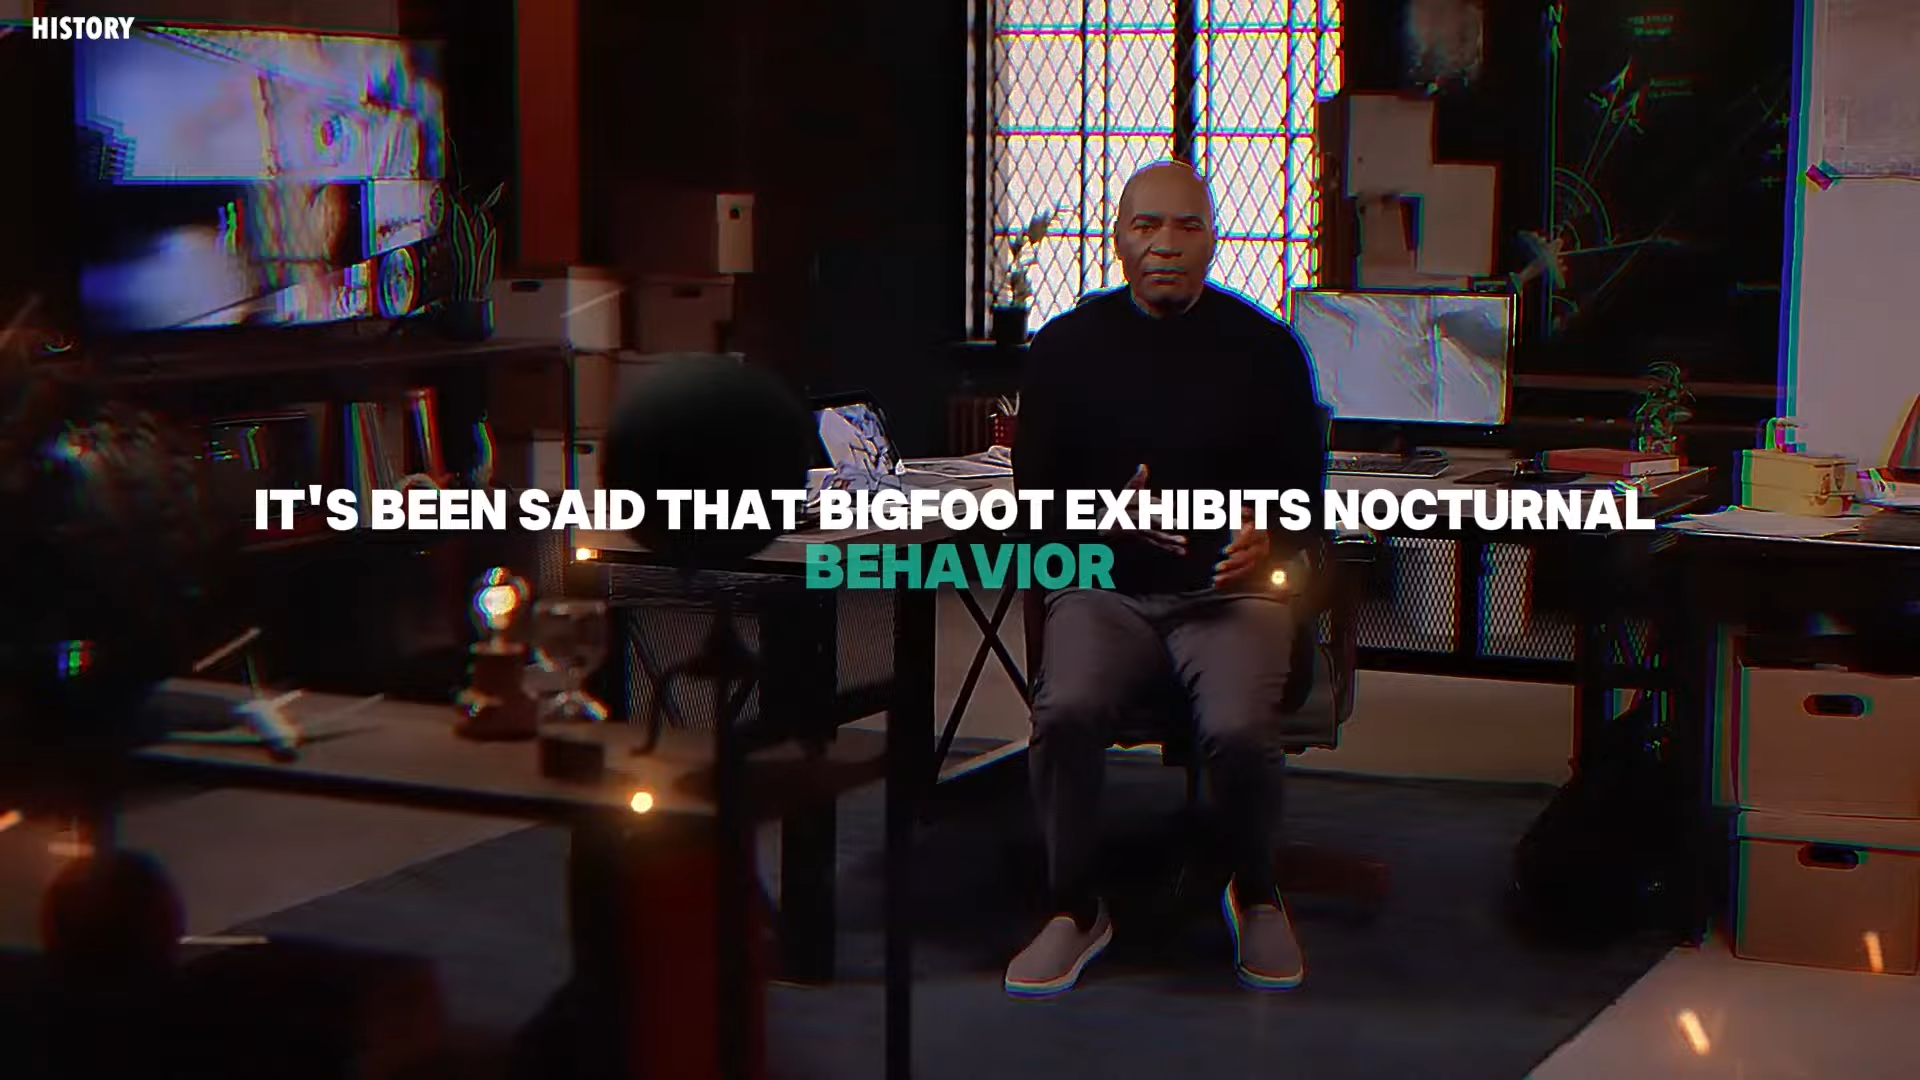 HISTORY
IT'S BEEN SAID THAT BIGFOOT EXHIBITS NOCTURNAL
BEHAVIOR